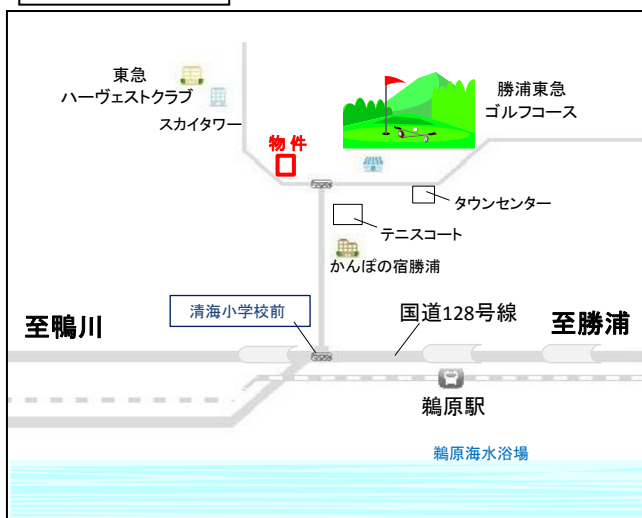 東急
ハーヴェストクラブ
スカイタワー
勝浦東急
ゴルフコース
物件
タウンセンター
テニスコート
かんぽの宿勝浦
清海小学校前
国道128号線
至鴨川
至勝浦
鵜原駅
鵜原海水浴場